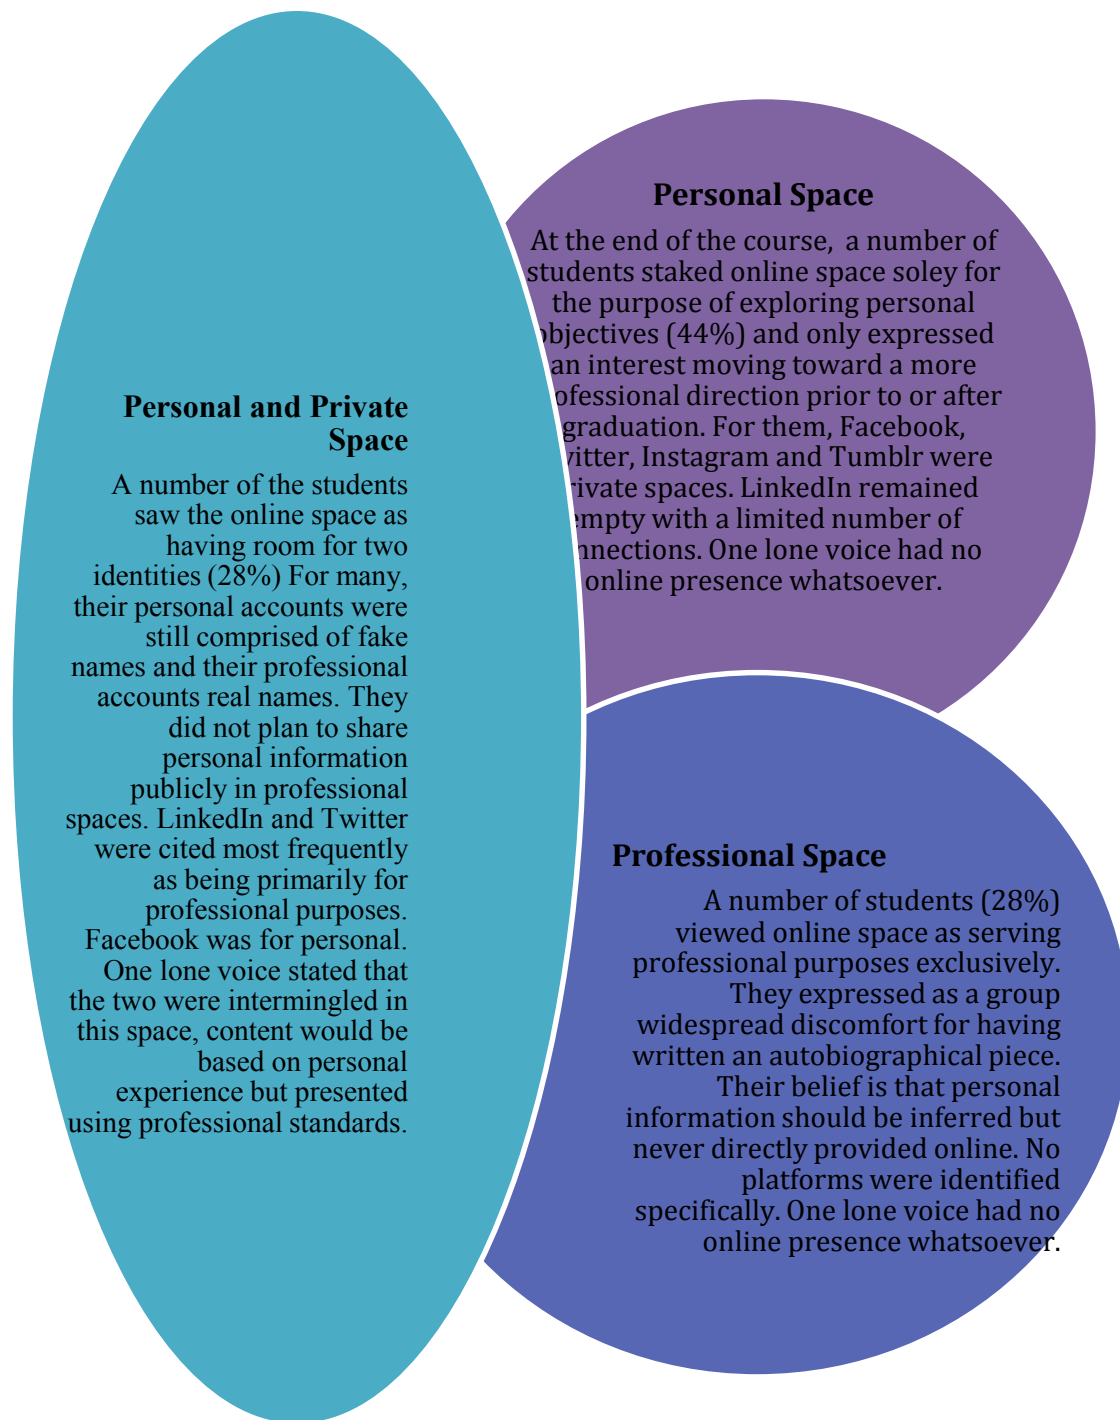 Personal and Private
Space
A number of the students
saw the online space as
having room for two
identities (28%) For many,
their personal accounts were
still comprised of fake
names and their professional
accounts real names. They
did not plan to share
personal information
publicly in professional
spaces. LinkedIn and Twitter
were cited most frequently
as being primarily for
professional purposes.
Facebook was for personal.
One lone voice stated that
the two were intermingled in
this space, content would be
based on personal
experience but presented
using professional standards.
Personal Space
At the end of the course, a number of
students staked online space soley for
the purpose of exploring personal
objectives (44%) and only expressed
an interest moving toward a more
professional direction prior to or after
graduation. For them, Facebook,
Twitter, Instagram and Tumblr were
private spaces. LinkedIn remained
empty with a limited number of
connections. One lone voice had no
online presence whatsoever.
Professional Space
A number of students (28%)
viewed online space as serving
professional purposes exclusively.
They expressed as a group
widespread discomfort for having
written an autobiographical piece.
Their belief is that personal
information should be inferred but
never directly provided online. No
platforms were identified
specifically. One lone voice had no
online presence whatsoever.